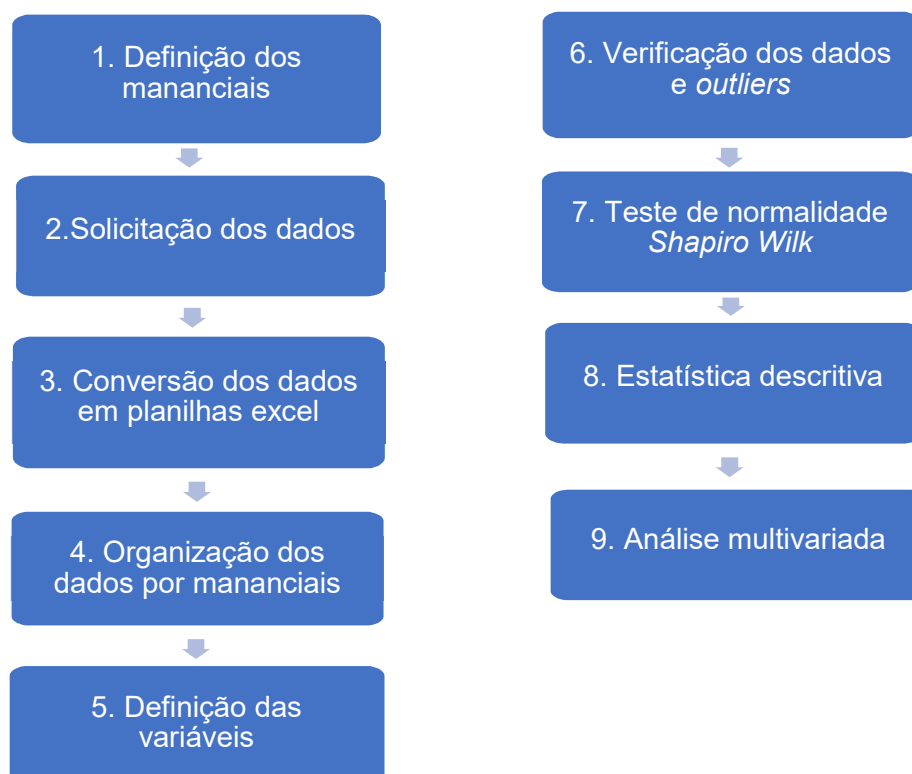 1. Definição dos
mananciais
2.Solicitação dos dados
3. Conversão dos dados
em planilhas excel
4. Organização dos
dados por mananciais
5. Definição das
variáveis
6. Verificação dos dados
e outliers
7. Teste de normalidade
Shapiro Wilk
8. Estatística descritiva
9. Análise multivariada